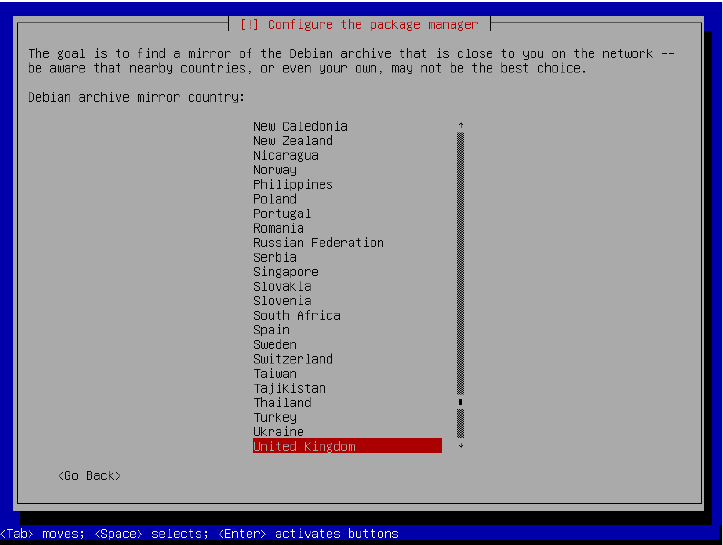 [!] Configure the package manager
The goal is to find a mirror of the Debian archive that is close to you on the network --
be aware that nearby countries, or even your own, may not be the best choice.
Debian archive mirror country:
New Caledonia
New Zealand
Nicaragua
Norway
Philippines
Poland
Portugal
Romania
Russian Federation
Serbia
Singapore
Slovakia
Slovenia
South Africa
Spain
Sweden
Switzerland
Taiwan
Tajikistan
Thailand
Turkey
Ukraine
United Kingdom
<Go Back>
<Tab> moves; <Space> selects; <Enter> activates buttons